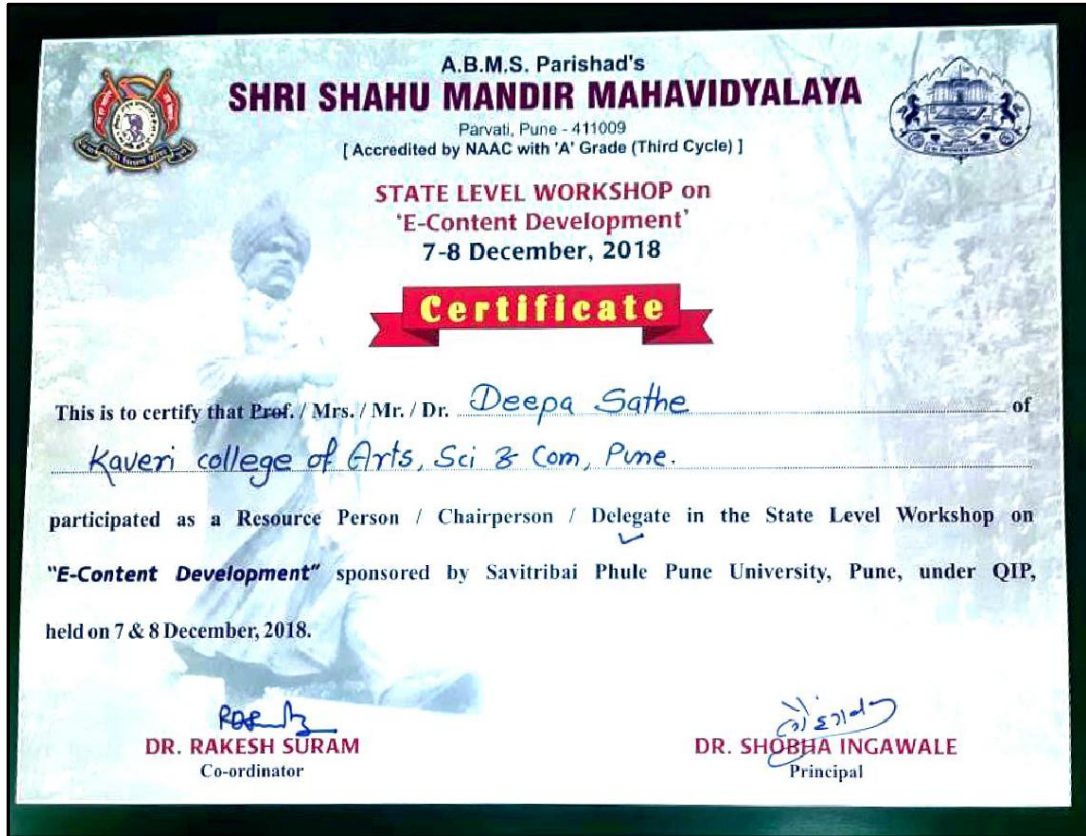 A.B.M.S. Parishad's
SHRI SHAHU MANDIR MAHAVIDYALAYA
Parvati, Pune - 411009
[ Accredited by NAAC with 'A' Grade (Third Cycle) ]
STATE LEVEL WORKSHOP on
'E-Content Development'
7-8 December, 2018
Certificate
This is to certify that Prof. / Mrs. / Mr. / Dr. Deepa Sathe of
Kaveri college of Arts, Sci & Com, Pune.
participated as a Resource Person / Chairperson / Delegate in the State Level Workshop on
"E-Content Development" sponsored by Savitribai Phule Pune University, Pune, under QIP,
held on 7 & 8 December, 2018.
DR. RAKESH SURAM
Co-ordinator
DR. SHOBHA INGAWALE
Principal